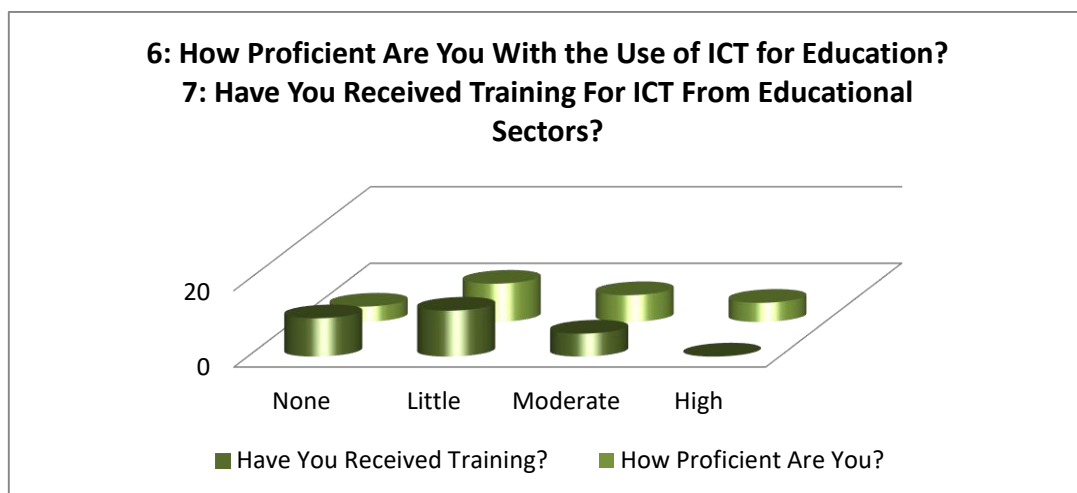 6: How Proficient Are You With the Use of ICT for Education?
7: Have You Received Training For ICT From Educational
Sectors?
20
0
None Little Moderate High
Have You Received Training? How Proficient Are You?